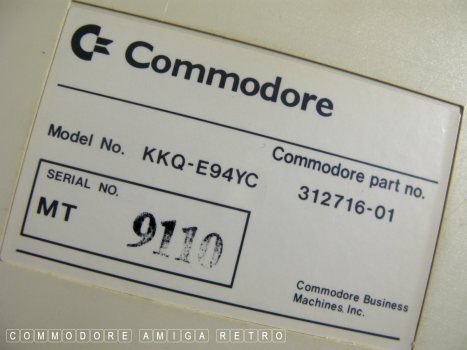 Commodore
Model No. KKQ-E94YC
Commodore part no.
312716-01
SERIAL NO.
MT 9110
Commodore Business
Machines, Inc.
COMMODORE AMIGA RETRO